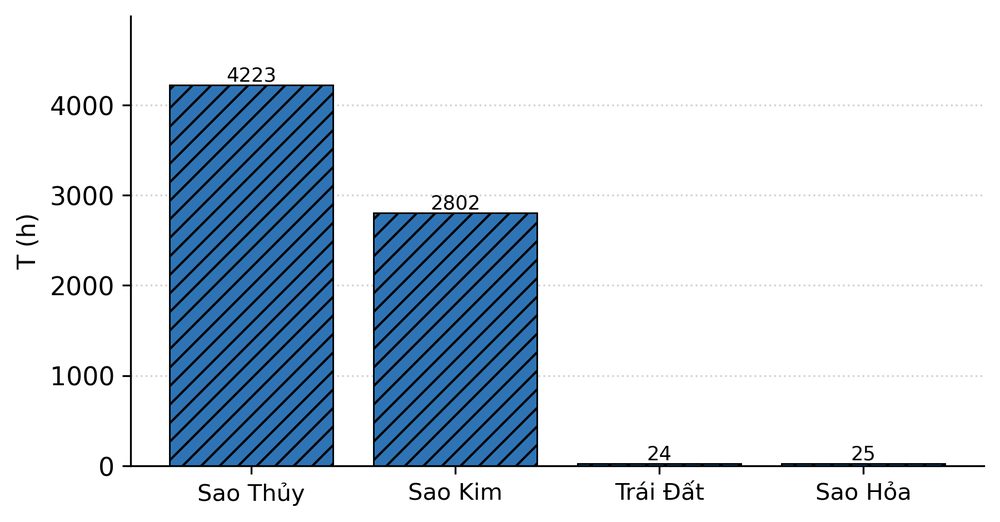 T (h)
4000
3000
2000
1000
0
4223
2802
24
25
Sao Thủy
Sao Kim
Trái Đất
Sao Hỏa